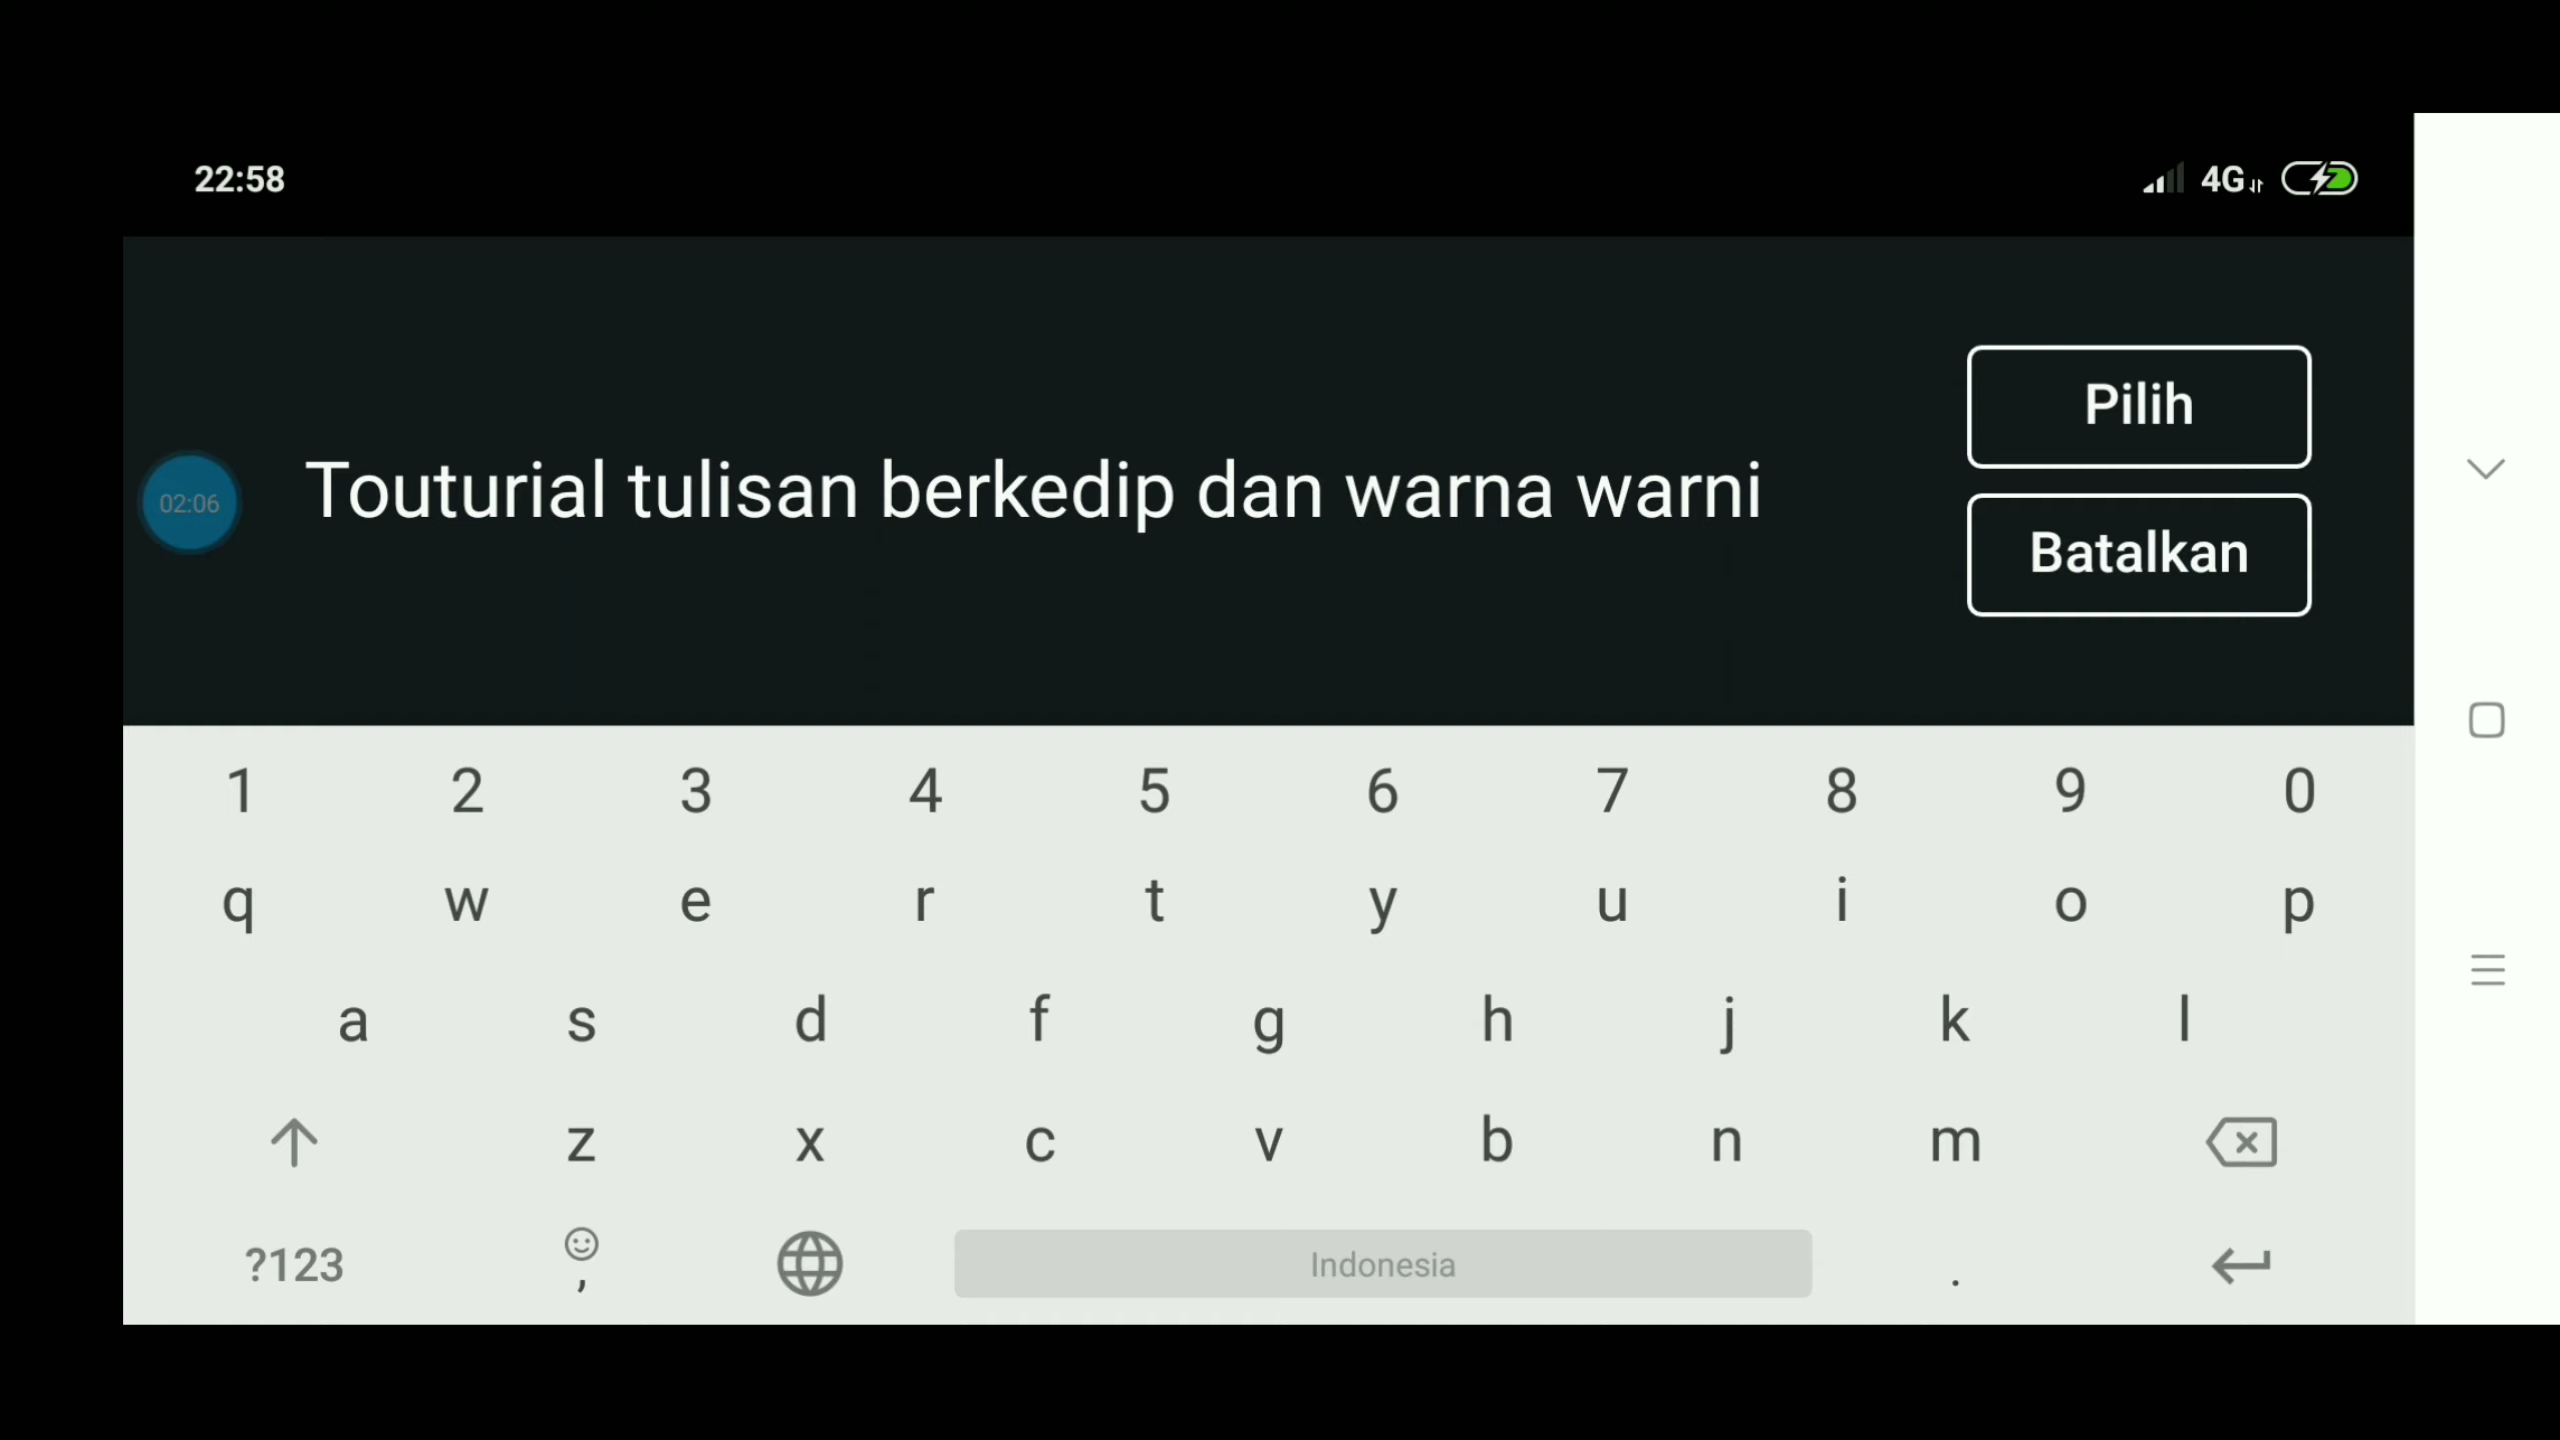 22:58
4G
Pilih
02:06
Touturial tulisan berkedip dan warna warni
Batalkan
1 2 3 4 5 6 7 8 9 0
q w e r t y u i o p
a s d f g h j k l
z x c v b n m
?123 , Indonesia .